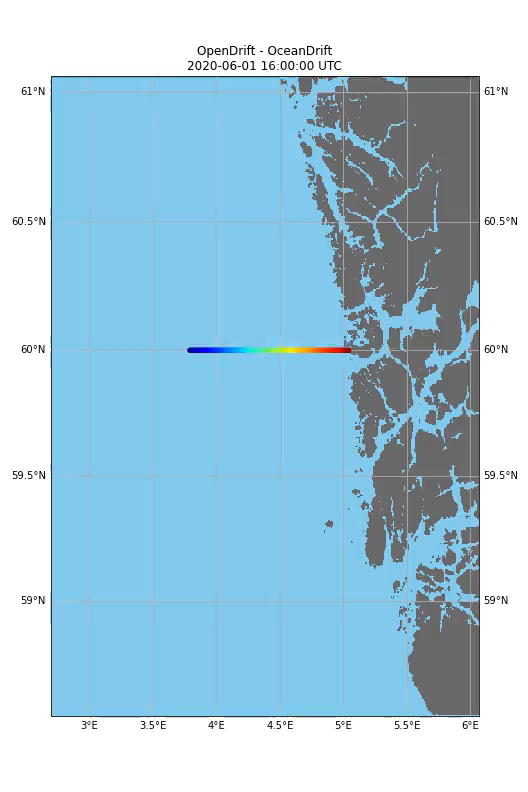 OpenDrift - OceanDrift
2020-06-01 16:00:00 UTC
61°N 61°N
60.5°N 60.5°N
60°N 60°N
59.5°N 59.5°N
59°N 59°N
3°E 3.5°E 4°E 4.5°E 5°E 5.5°E 6°E